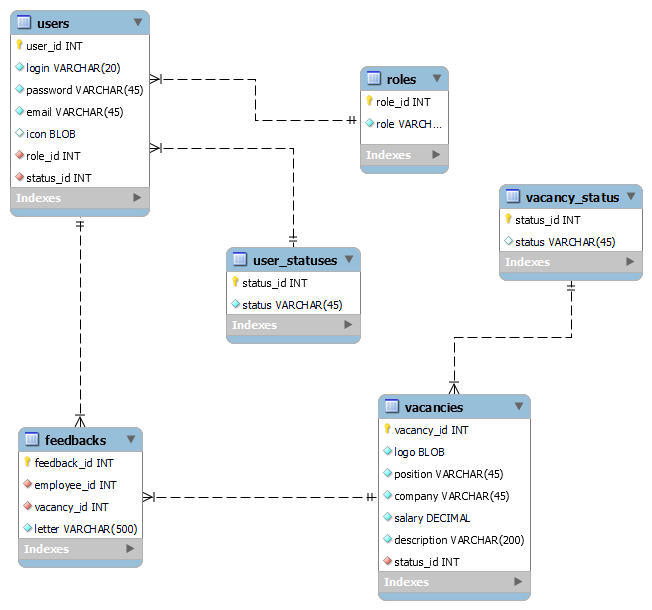 users
user_id INT
login VARCHAR(20)
password VARCHAR(45)
email VARCHAR(45)
icon BLOB
role_id INT
status_id INT
Indexes
roles
role_id INT
role VARCH...
Indexes
vacancy_status
status_id INT
status VARCHAR(45)
Indexes
user_statuses
status_id INT
status VARCHAR(45)
Indexes
feedbacks
feedback_id INT
employee_id INT
vacancy_id INT
letter VARCHAR(500)
Indexes
vacancies
vacancy_id INT
logo BLOB
position VARCHAR(45)
company VARCHAR(45)
salary DECIMAL
description VARCHAR(200)
status_id INT
Indexes